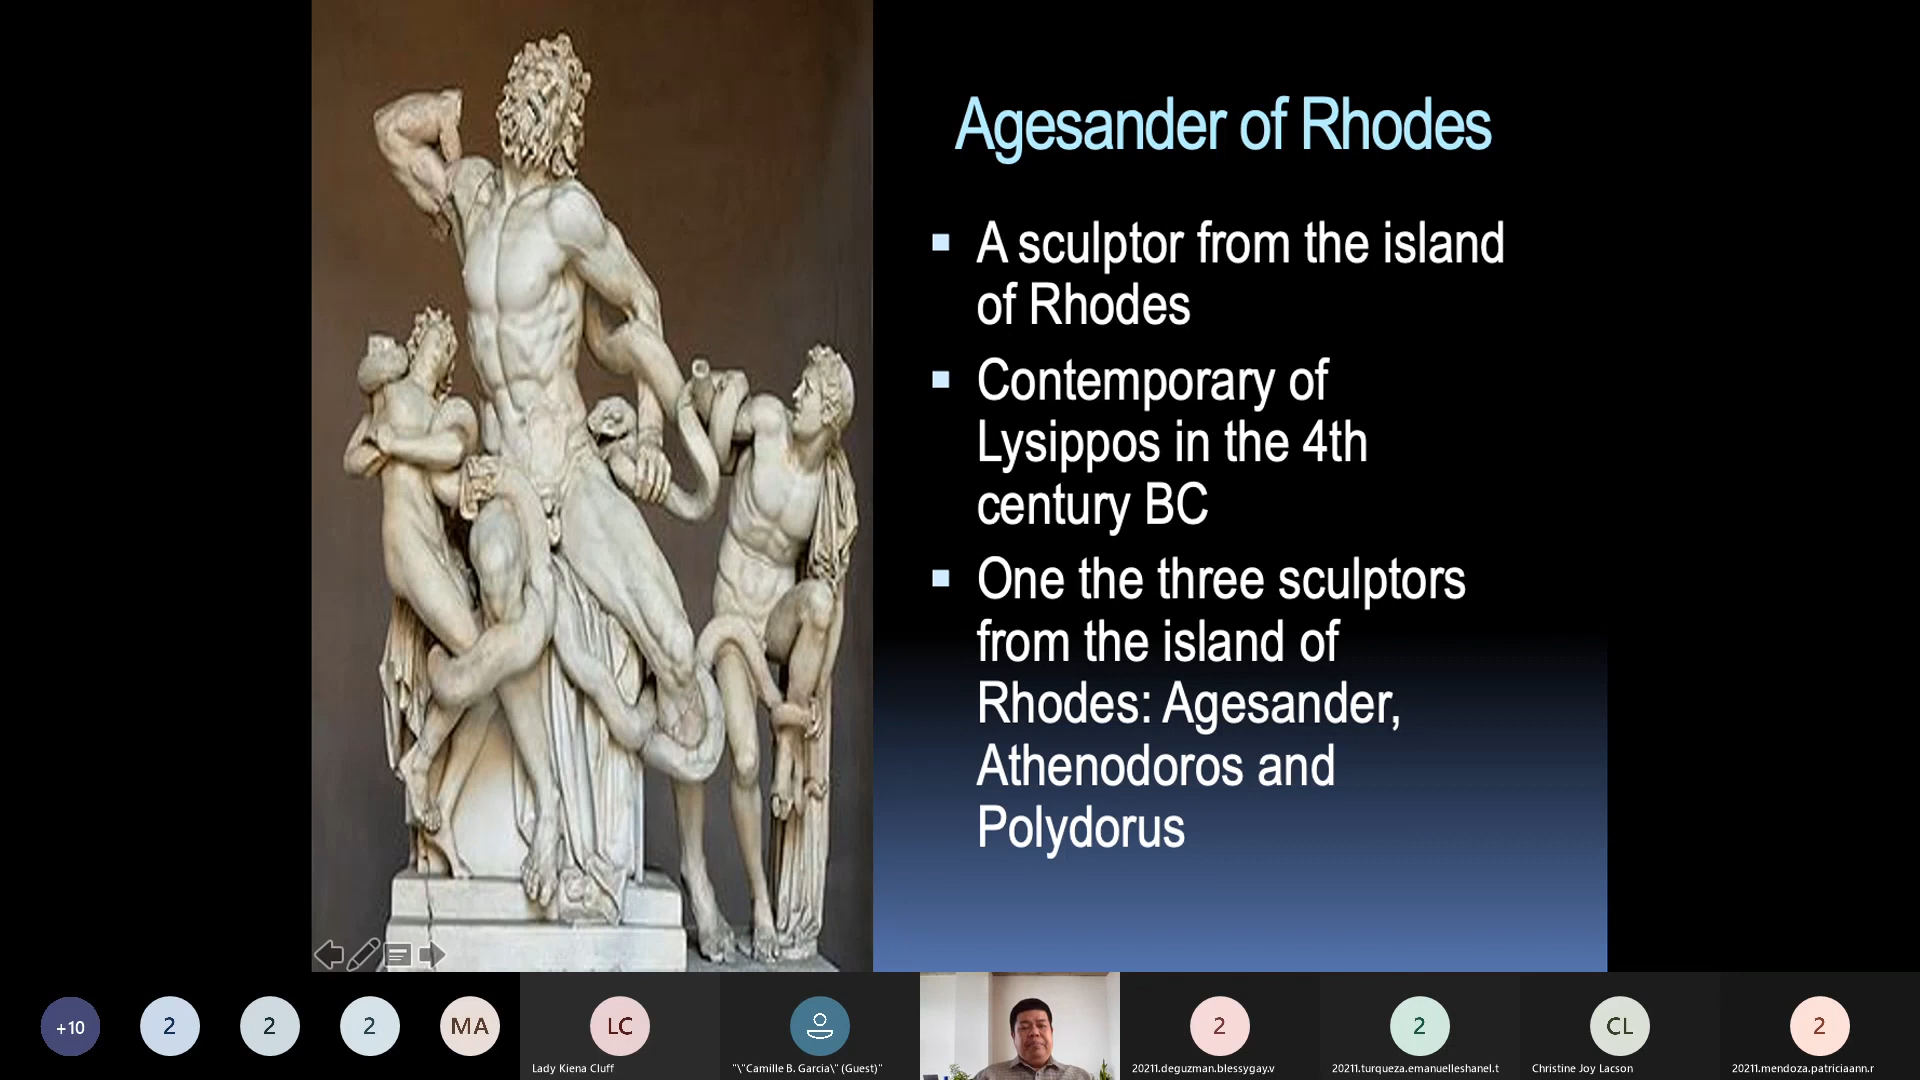 Agesander of Rhodes
A sculptor from the island
of Rhodes
Contemporary of
Lysippos in the 4th
century BC
One the three sculptors
from the island of
Rhodes: Agesander,
Athenodoros and
Polydorus
+10
2
2
2
MA
LC
2
2
CL
2
Lady Kiena Cluff
"\"Camille B. Garcia\" (Guest)"
20211.deguzman.blessygay.v
20211.turqueza.emanuelleshanel.t
Christine Joy Lacson
20211.mendoza.patriciaann.r